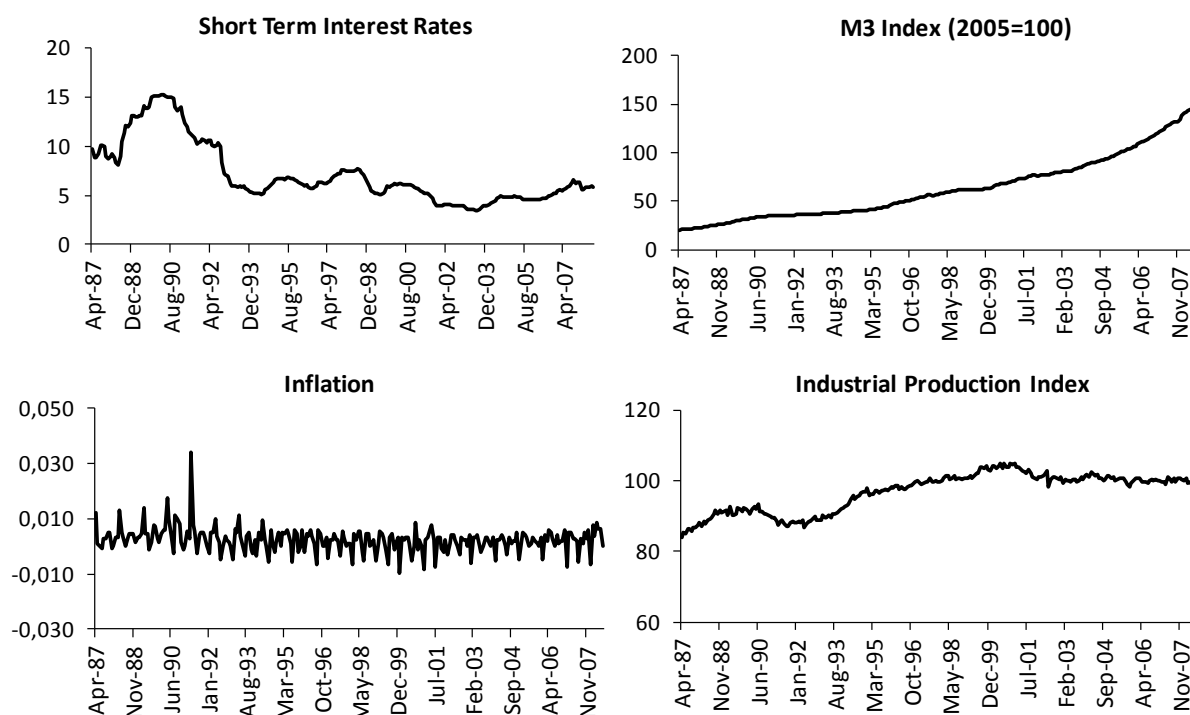 Short Term Interest Rates
20
15
10
5
0
Apr-87
Dec-88
Aug-90
Apr-92
Dec-93
Aug-95
Apr-97
Dec-98
Aug-00
Apr-02
Dec-03
Aug-05
Apr-07
M3 Index (2005=100)
200
150
100
50
0
Apr-87
Nov-88
Jun-90
Jan-92
Aug-93
Mar-95
Oct-96
May-98
Dec-99
Jul-01
Feb-03
Sep-04
Apr-06
Nov-07
Inflation
0,050
0,030
0,010
-0,010
-0,030
Apr-87
Nov-88
Jun-90
Jan-92
Aug-93
Mar-95
Oct-96
May-98
Dec-99
Jul-01
Feb-03
Sep-04
Apr-06
Nov-07
Industrial Production Index
120
100
80
60
Apr-87
Nov-88
Jun-90
Jan-92
Aug-93
Mar-95
Oct-96
May-98
Dec-99
Jul-01
Feb-03
Sep-04
Apr-06
Nov-07